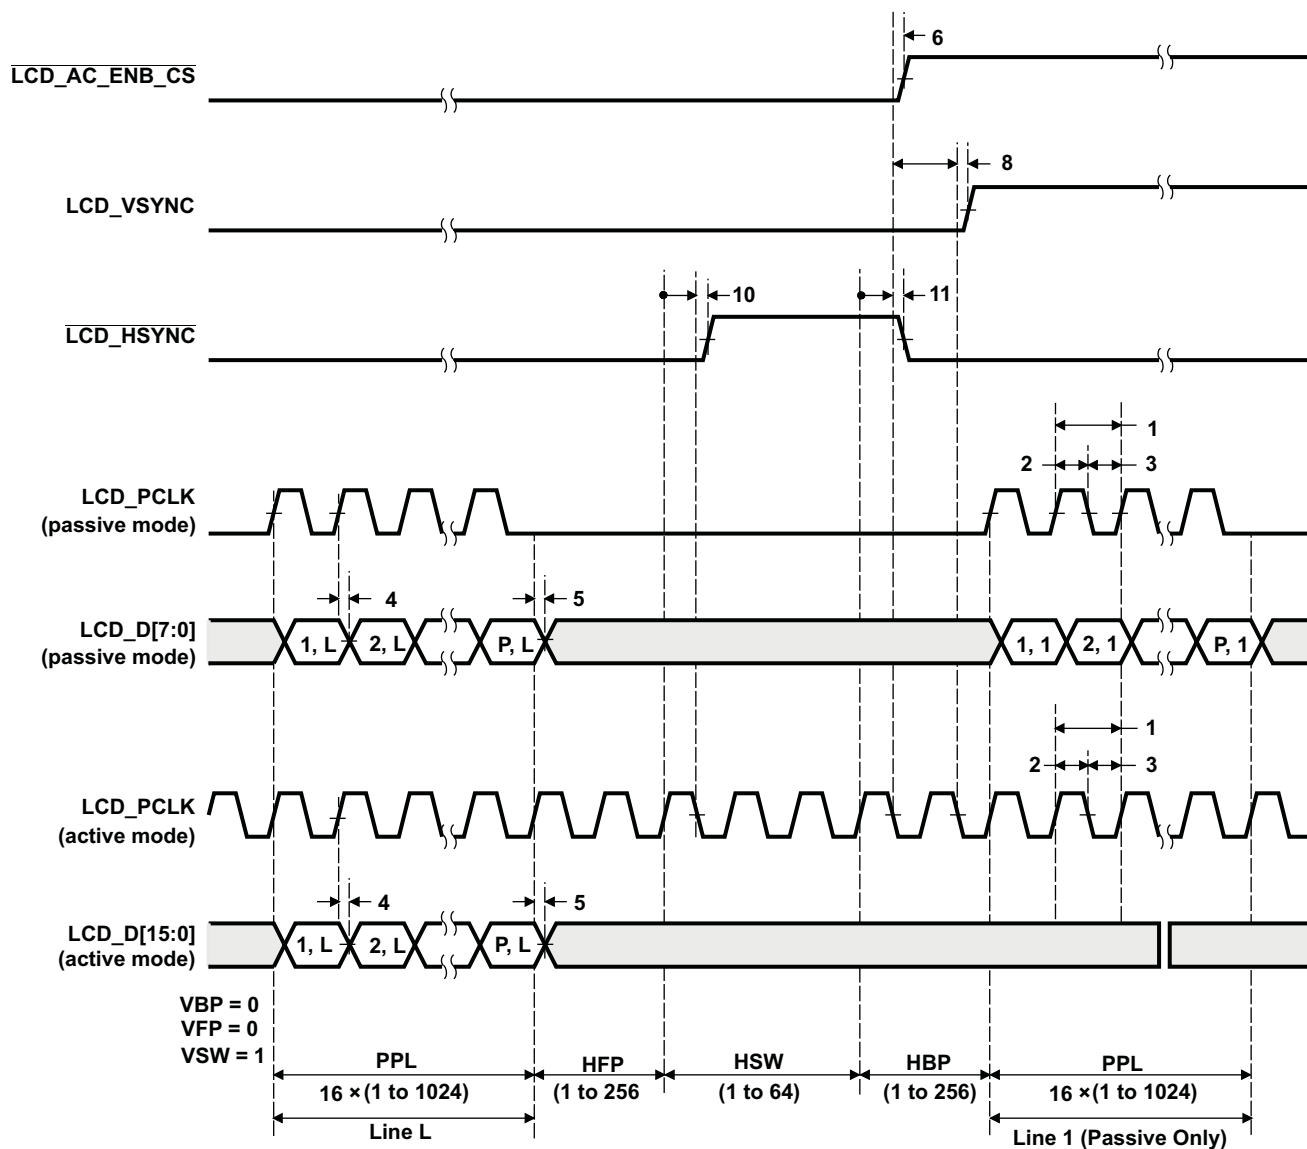 6
LCD_AC_ENB_CS
8
LCD_VSYNC
10
11
LCD_HSYNC
1
2
3
LCD_PCLK
(passive mode)
4
5
LCD_D[7:0]
(passive mode)
1, L
2, L
P, L
1, 1
2, 1
P, 1
1
2
3
LCD_PCLK
(active mode)
4
5
LCD_D[15:0]
(active mode)
1, L
2, L
P, L
VBP = 0
VFP = 0
VSW = 1
PPL
16 × (1 to 1024)
HFP
(1 to 256
HSW
(1 to 64)
HBP
(1 to 256)
PPL
16 × (1 to 1024)
Line L
Line 1 (Passive Only)